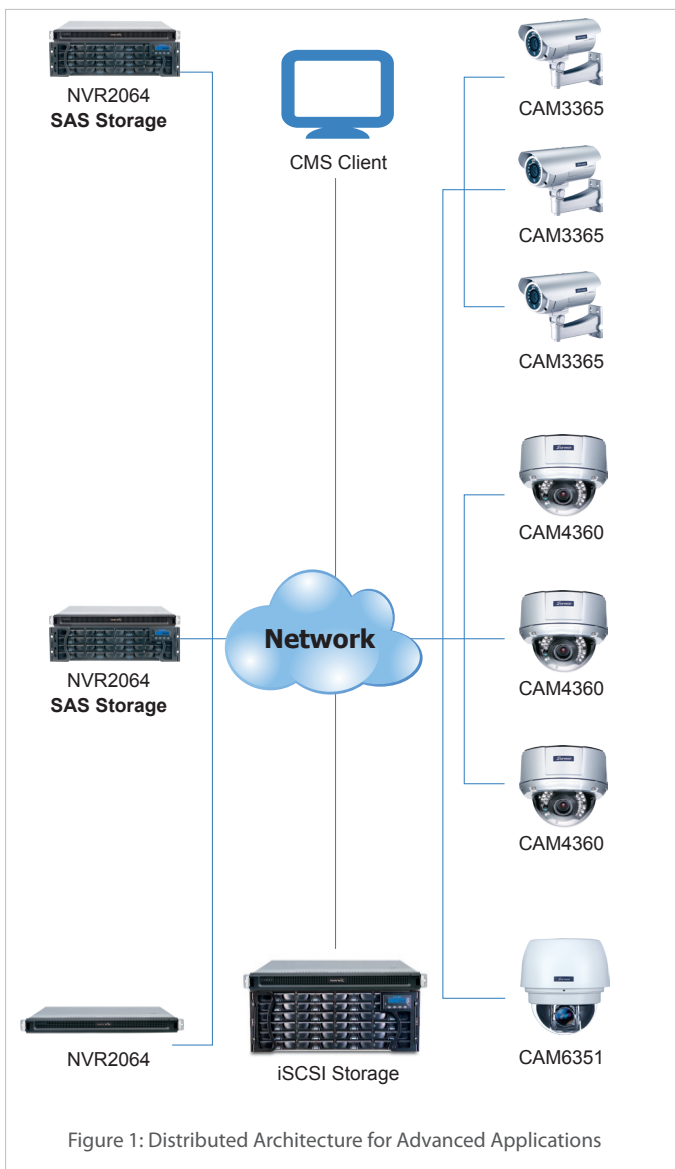 NVR2064
SAS Storage
CMS Client
CAM3365
CAM3365
CAM3365
CAM4360
Network
NVR2064
SAS Storage
CAM4360
CAM4360
NVR2064
iSCSI Storage
CAM6351
Figure 1: Distributed Architecture for Advanced Applications